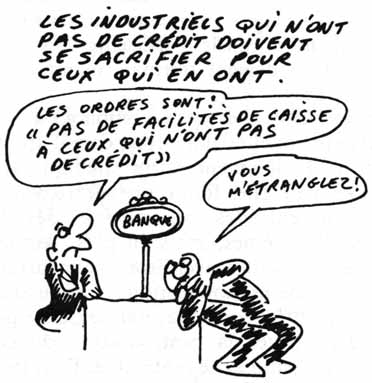 LES INDUSTRIELS QUI N'ONT
PAS DE CRÉDIT DOIVENT
SE SACRIFIER POUR
CEUX QUI EN ONT.
LES ORDRES SONT:
« PAS DE FACILITÉS DE CAISSE
À CEUX QUI N'ONT PAS
DE CRÉDIT»
VOUS
M'ÉTRANGLEZ!
BANQUE